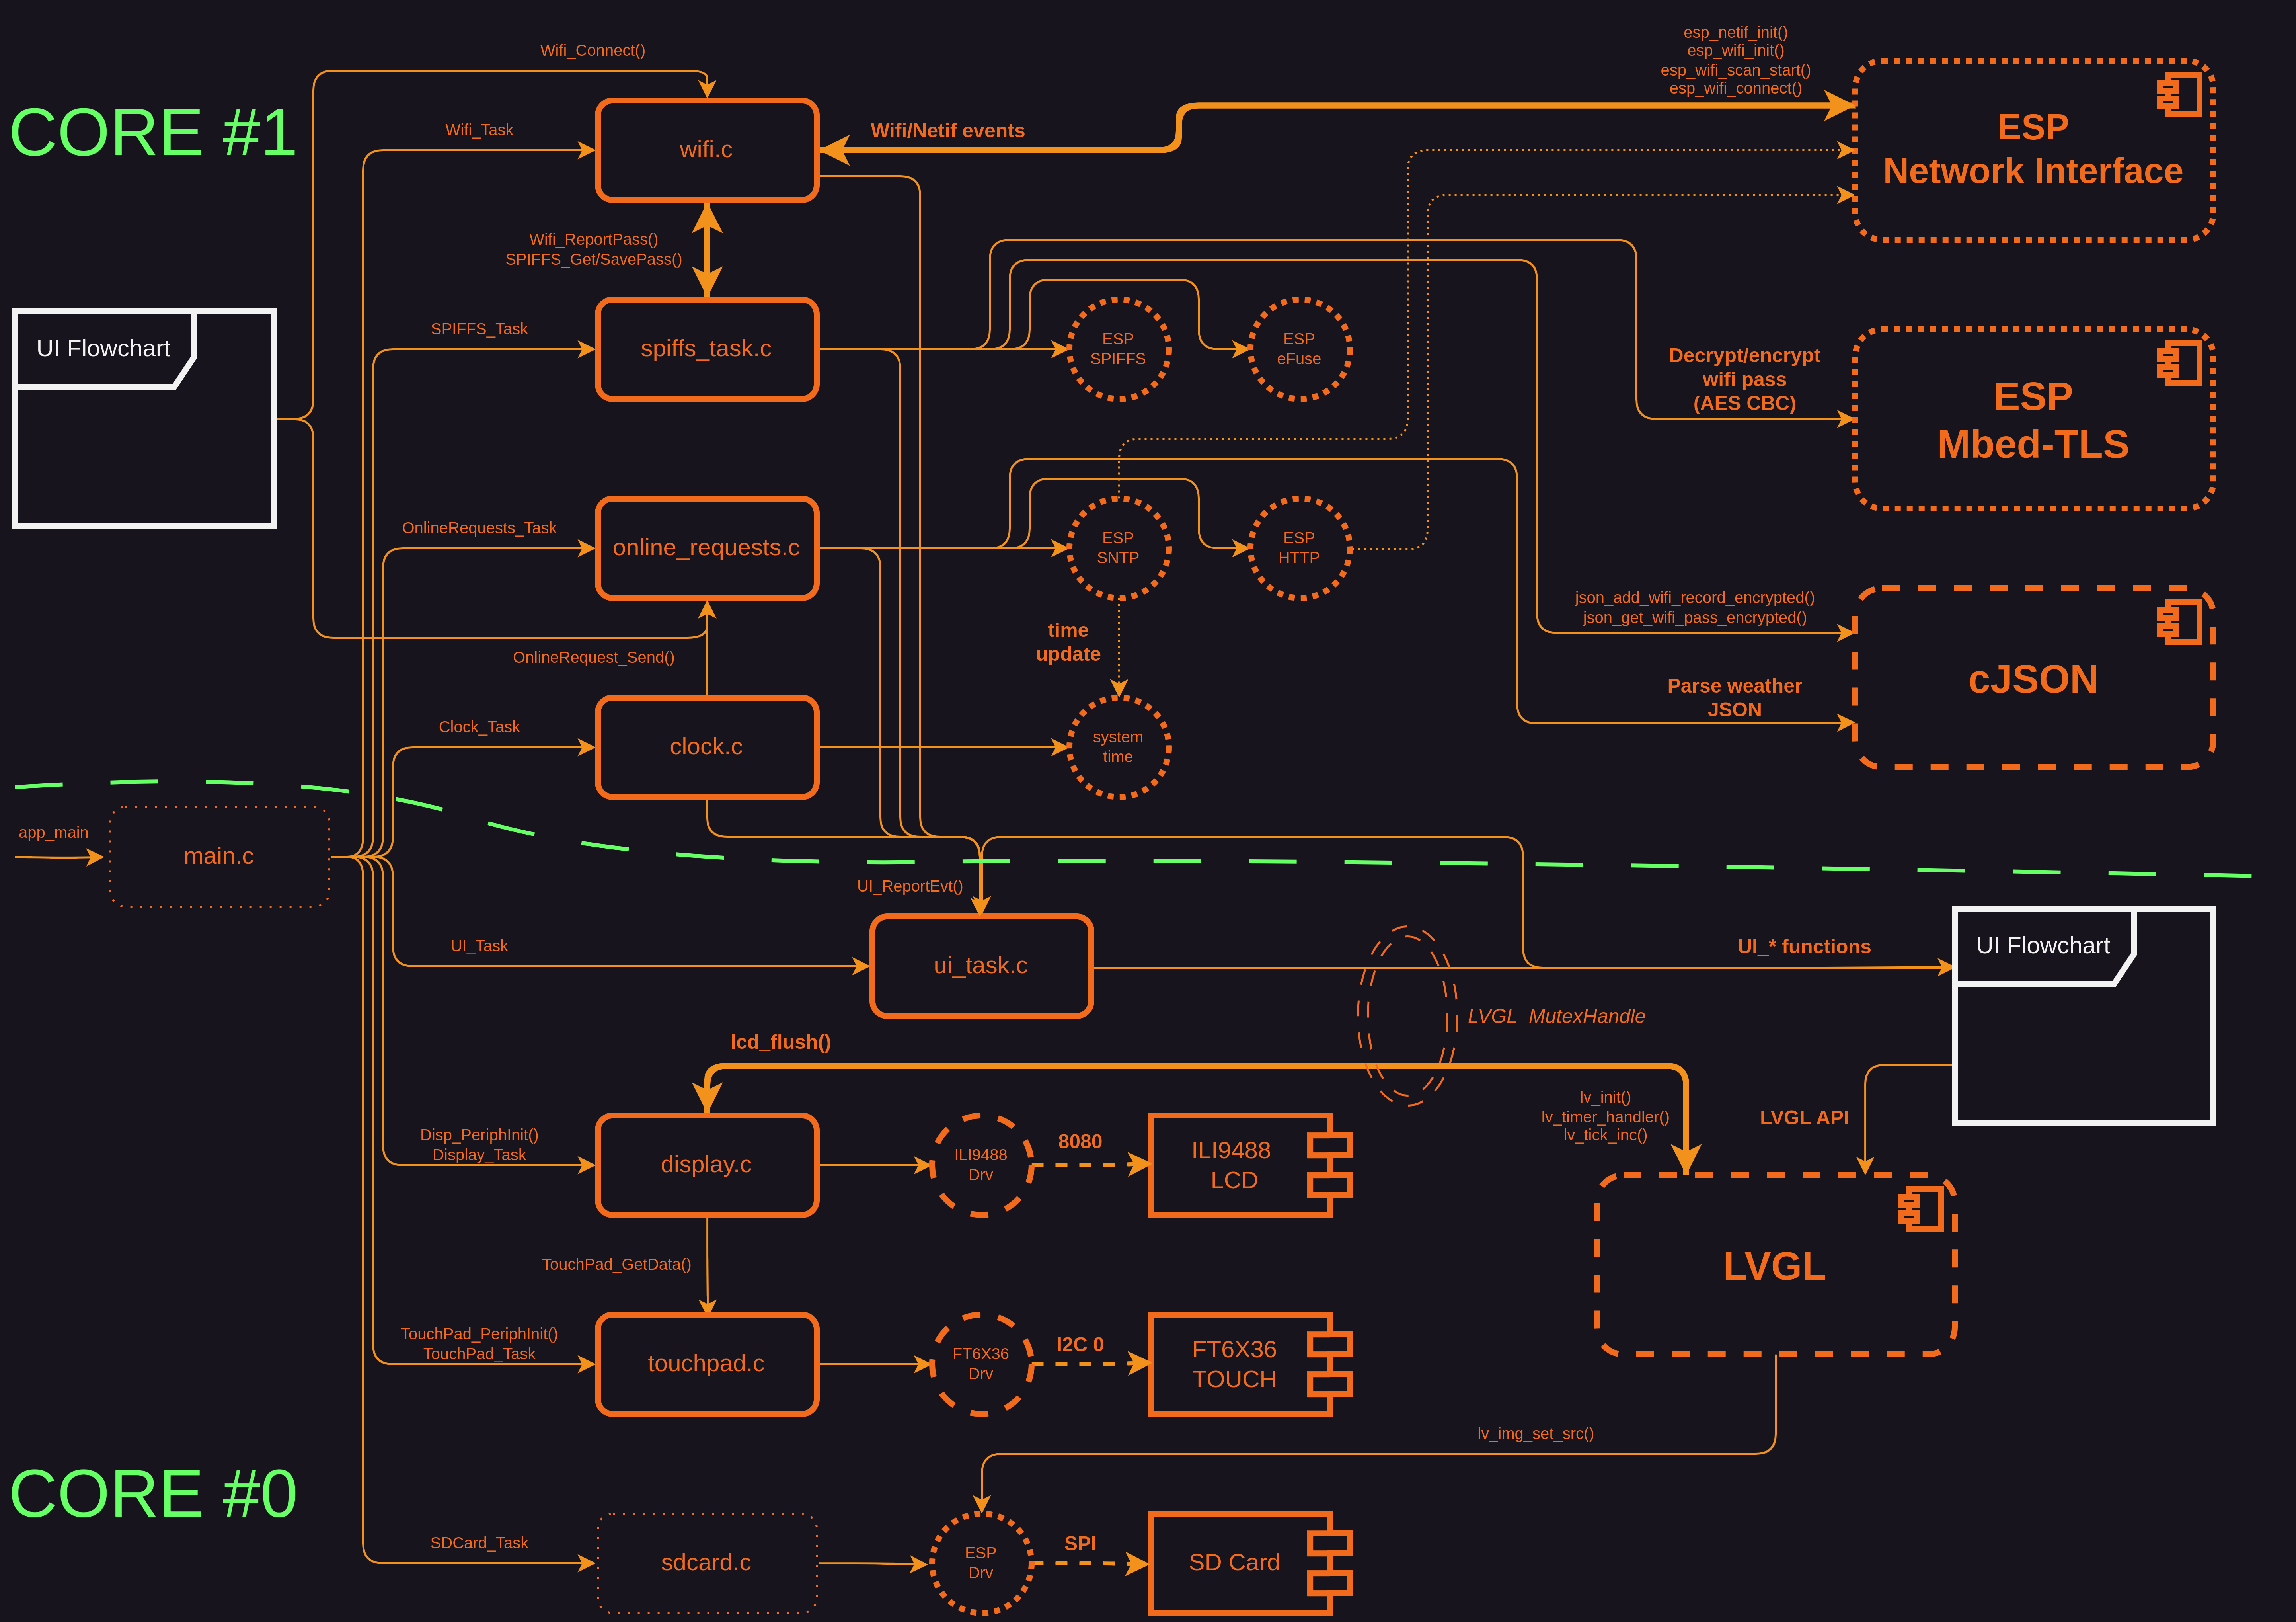 CORE #1
Wifi_Connect()
Wifi_Task
wifi.c
Wifi/Netif events
esp_netif_init()
esp_wifi_init()
esp_wifi_scan_start()
esp_wifi_connect()
ESP
Network Interface
Wifi_ReportPass()
SPIFFS_Get/SavePass()
UI Flowchart
SPIFFS_Task
spiffs_task.c
ESP
SPIFFS
ESP
eFuse
Decrypt/encrypt
wifi pass
(AES CBC)
ESP
Mbed-TLS
OnlineRequests_Task
online_requests.c
ESP
SNTP
ESP
HTTP
time
update
json_add_wifi_record_encrypted()
json_get_wifi_pass_encrypted()
Parse weather
JSON
cJSON
OnlineRequest_Send()
Clock_Task
clock.c
system
time
app_main
main.c
UI_ReportEvt()
UI_Task
ui_task.c
UI_* functions
UI Flowchart
LVGL_MutexHandle
lcd_flush()
lv_init()
lv_timer_handler()
lv_tick_inc()
LVGL API
Disp_PeriphInit()
Display_Task
display.c
ILI9488
Drv
8080
ILI9488
LCD
LVGL
TouchPad_GetData()
TouchPad_PeriphInit()
TouchPad_Task
touchpad.c
FT6X36
Drv
I2C 0
FT6X36
TOUCH
lv_img_set_src()
CORE #0
SDCard_Task
sdcard.c
ESP
Drv
SPI
SD Card